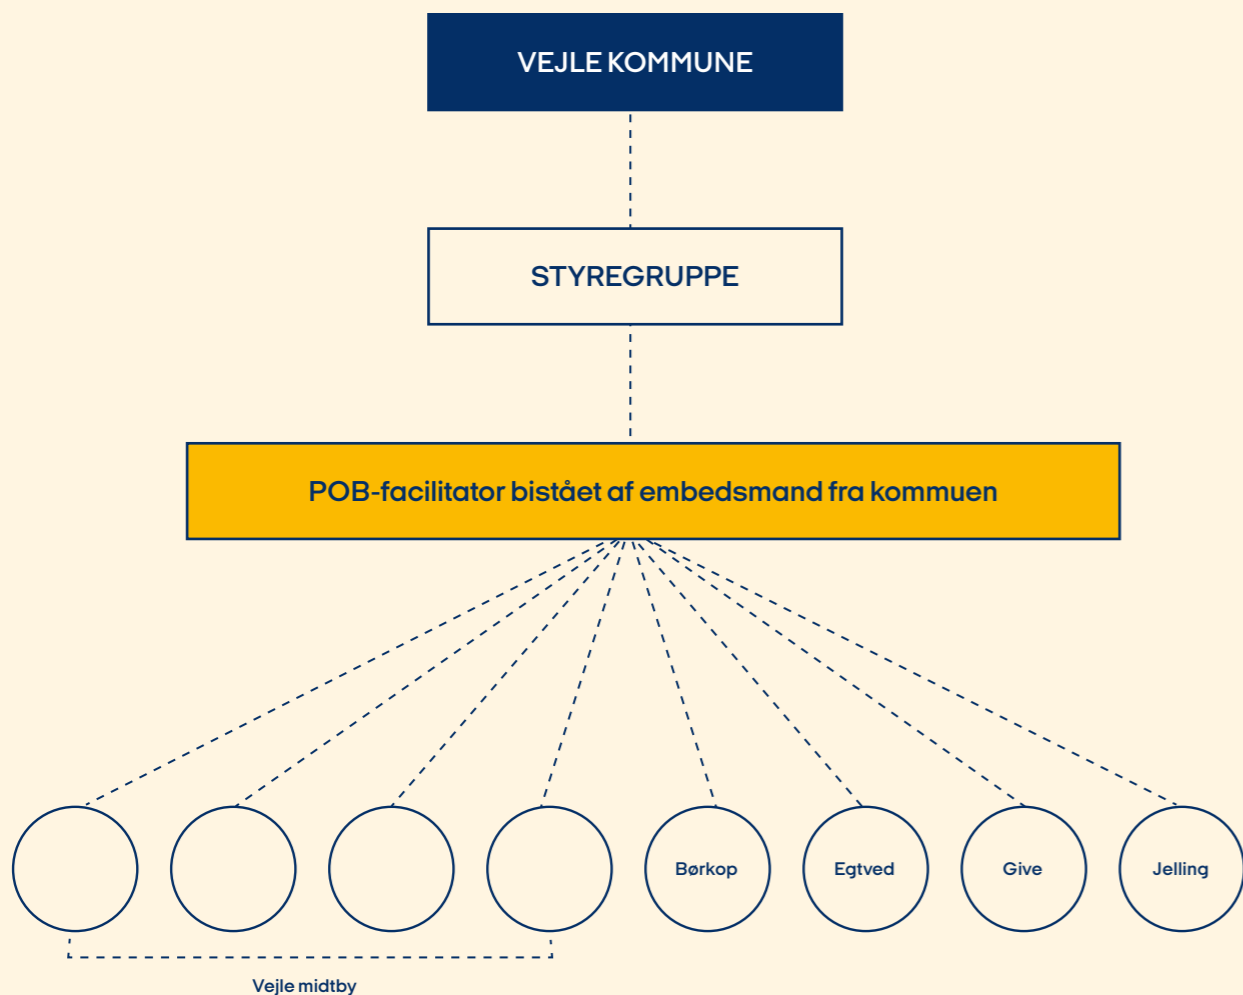 VEJLE KOMMUNE
STYREGRUPPE
POB-facilitator bistået af embedsmand fra kommuen
Børkop
Egtved
Give
Jelling
Vejle midtby